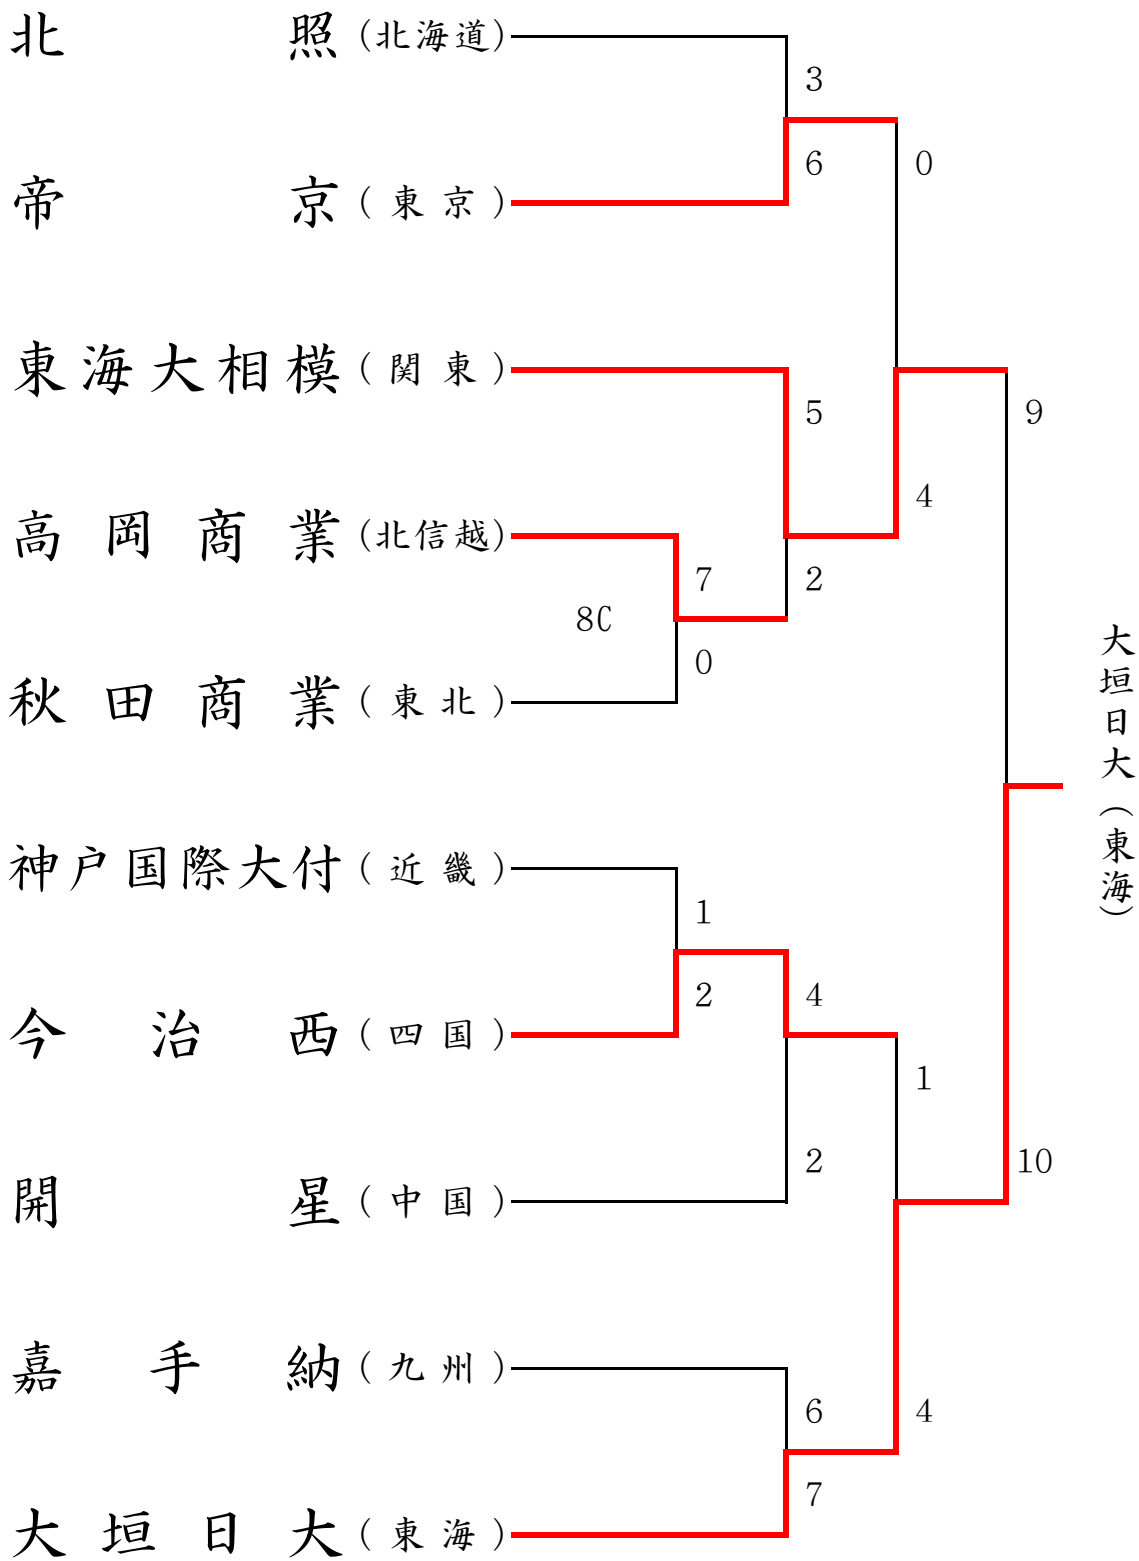 北照(北海道)
3
6
0
帝京(東京)
東海大相模(関東)
5
9
4
高岡商業(北信越)
7
2
8C
0
秋田商業(東北)
大垣日大(東海)
神戸国際大付(近畿)
1
2
4
今治西(四国)
1
2
10
開星(中国)
嘉手納(九州)
6
4
7
大垣日大(東海)